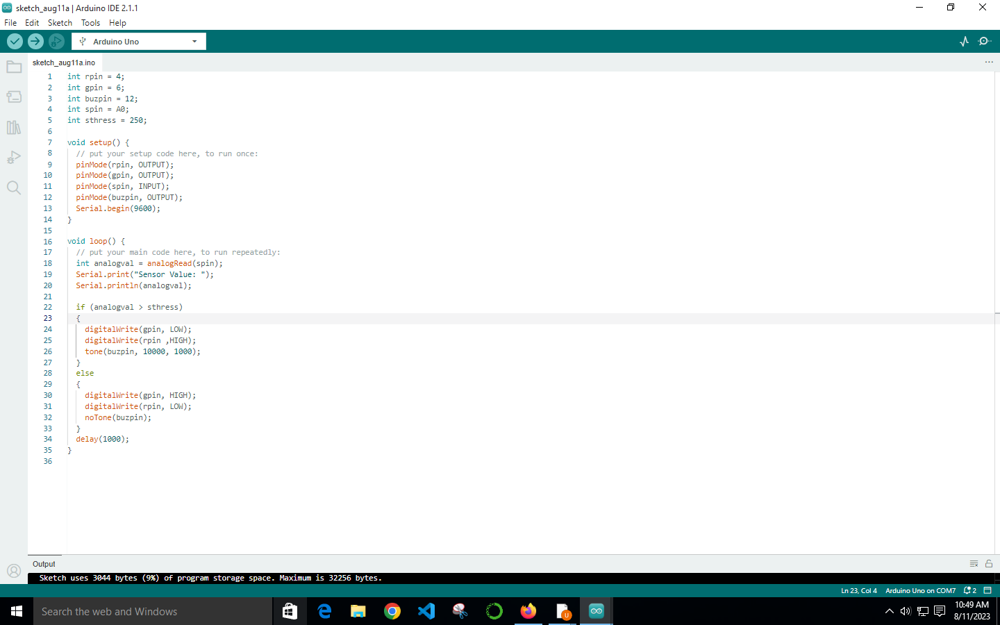 sketch_aug11a | Arduino IDE 2.1.1
File Edit Sketch Tools Help
Arduino Uno
sketch_aug11a.ino
1 int rpin = 4;
2 int gpin = 6;
3 int buzpin = 12;
4 int spin = A0;
5 int sthress = 250;
6
7 void setup() {
8 // put your setup code here, to run once:
9 pinMode(rpin, OUTPUT);
10 pinMode(gpin, OUTPUT);
11 pinMode(spin, INPUT);
12 pinMode(buzpin, OUTPUT);
13 Serial.begin(9600);
14 }
15
16 void loop() {
17 // put your main code here, to run repeatedly:
18 int analogval = analogRead(spin);
19 Serial.print("Sensor Value: ");
20 Serial.println(analogval);
21
22 if (analogval > sthress)
23 {
24 digitalWrite(gpin, LOW);
25 digitalWrite(rpin ,HIGH);
26 tone(buzpin, 10000, 1000);
27 }
28 else
29 {
30 digitalWrite(gpin, HIGH);
31 digitalWrite(rpin, LOW);
32 noTone(buzpin);
33 }
34 delay(1000);
35 }
36
Output
Sketch uses 3044 bytes (9%) of program storage space. Maximum is 32256 bytes.
Ln 23, Col 4 Arduino Uno on COM7 2
Search the web and Windows
10:49 AM
8/11/2023